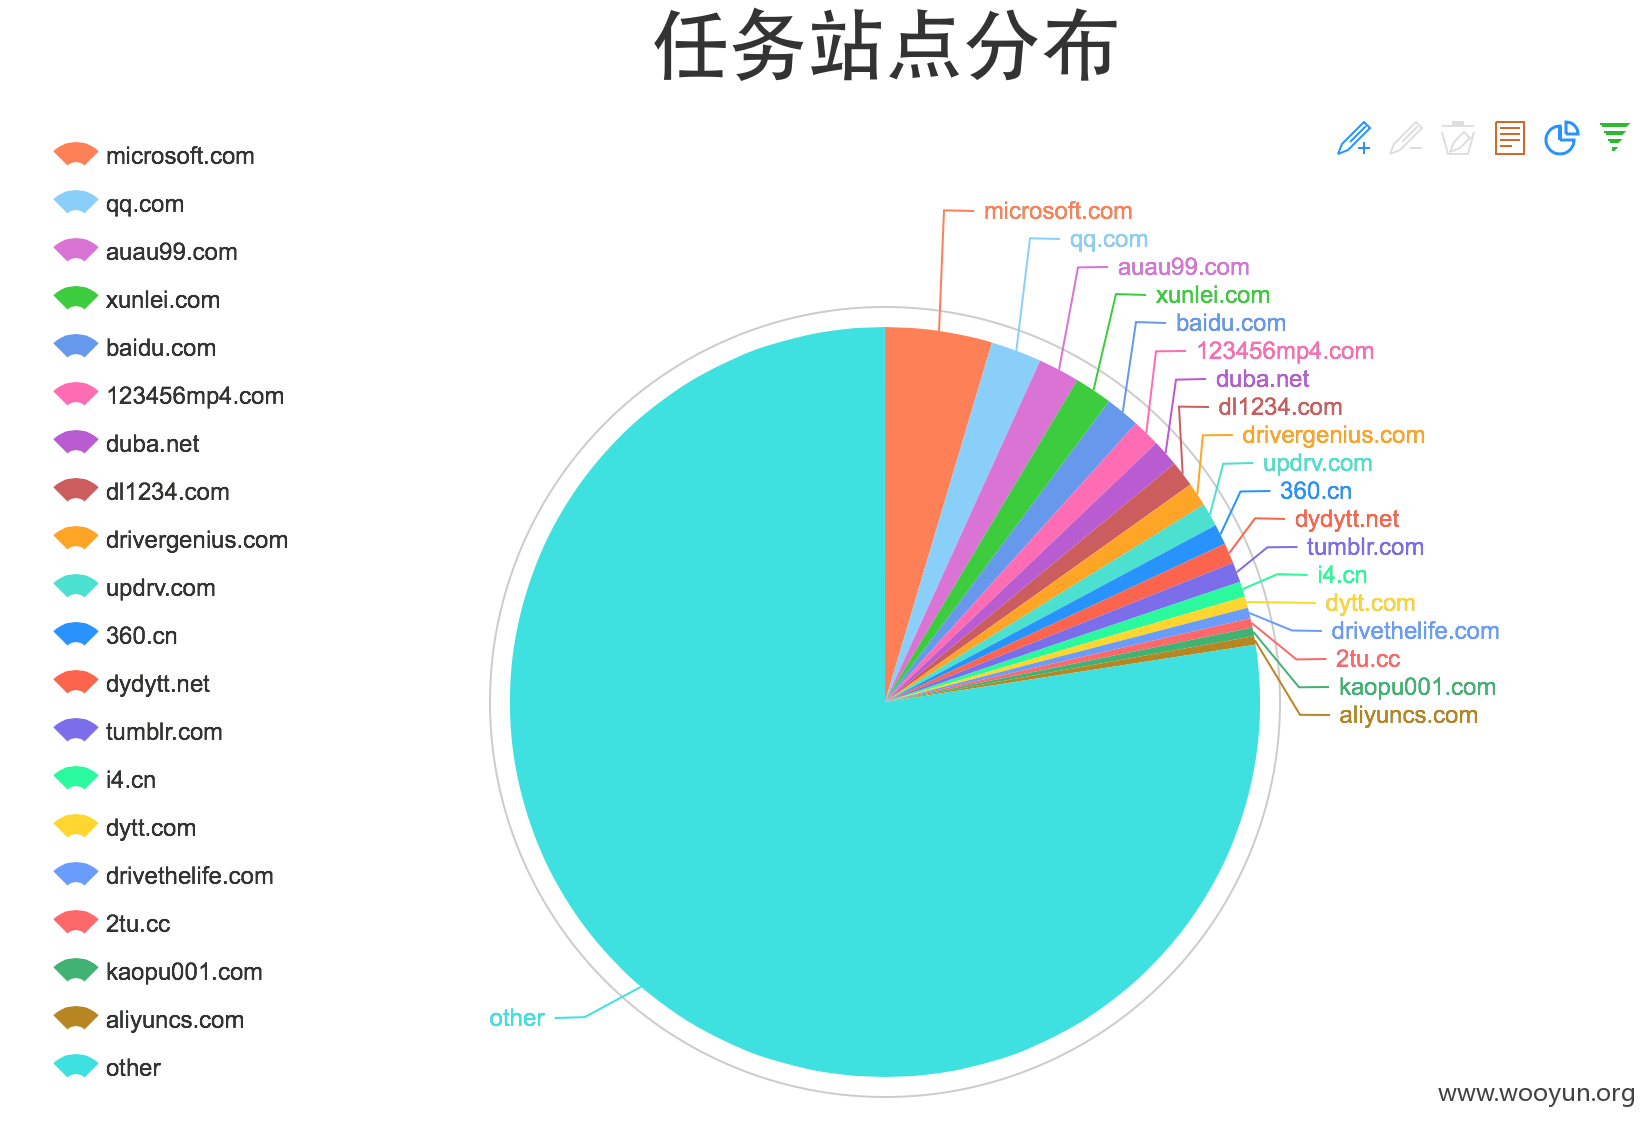 任务站点分布
microsoft.com
qq.com
auau99.com
xunlei.com
baidu.com
123456mp4.com
duba.net
dl1234.com
drivergenius.com
updrv.com
360.cn
dydytt.net
tumblr.com
i4.cn
dytt.com
drivethelife.com
2tu.cc
kaopu001.com
aliyuncs.com
other
microsoft.com
qq.com
auau99.com
xunlei.com
baidu.com
123456mp4.com
duba.net
dl1234.com
drivergenius.com
updrv.com
360.cn
dydytt.net
tumblr.com
i4.cn
dytt.com
drivethelife.com
2tu.cc
kaopu001.com
aliyuncs.com
other
www.wooyun.org